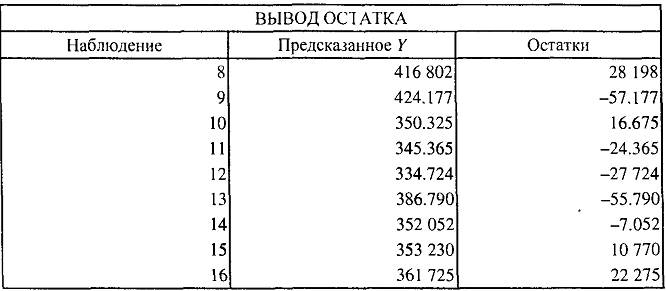 ВЫВОД ОСТАТКА
Наблюдение Предсказанное Y Остатки
8 416 802 28 198
9 424.177 –57.177
10 350.325 16.675
11 345.365 –24.365
12 334.724 –27 724
13 386.790 –55.790
14 352 052 –7.052
15 353 230 10 770
16 361 725 22 275